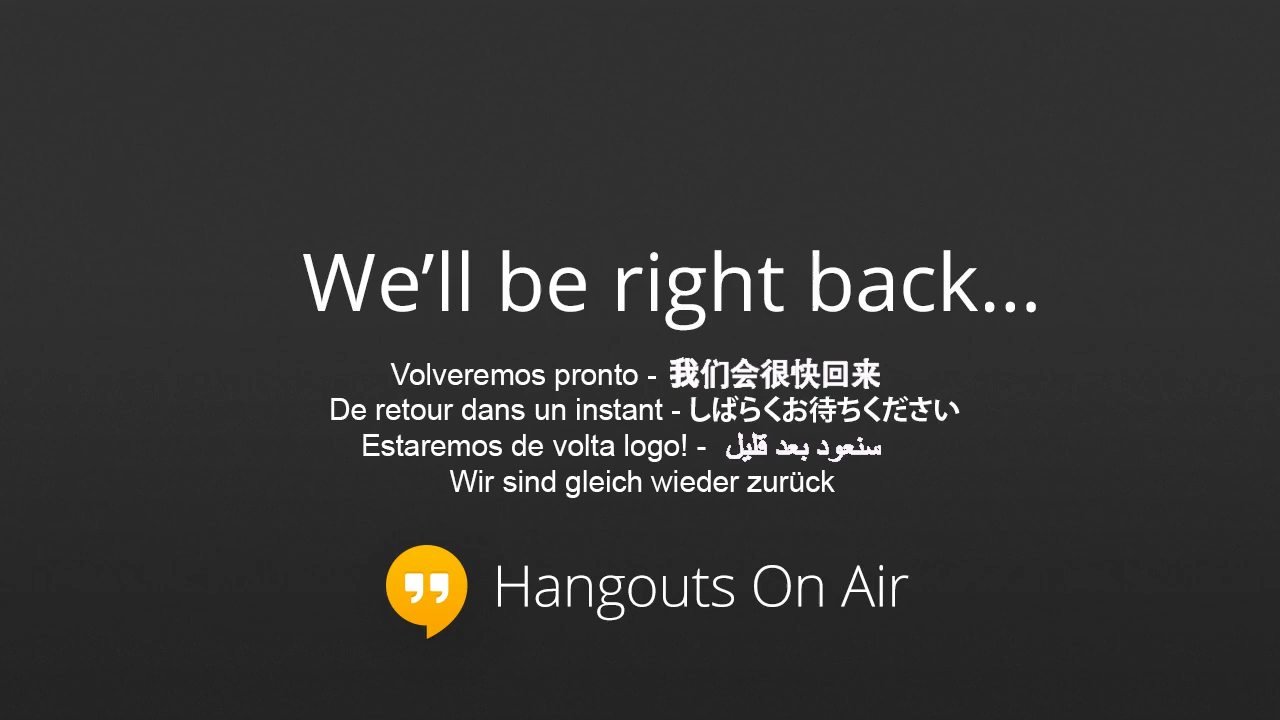 We’ll be right back...
Volveremos pronto - 我们会很快回来
De retour dans un instant - しばらくお待ちください
Estaremos de volta logo! - سنعود بعد قليل
Wir sind gleich wieder zurück
Hangouts On Air